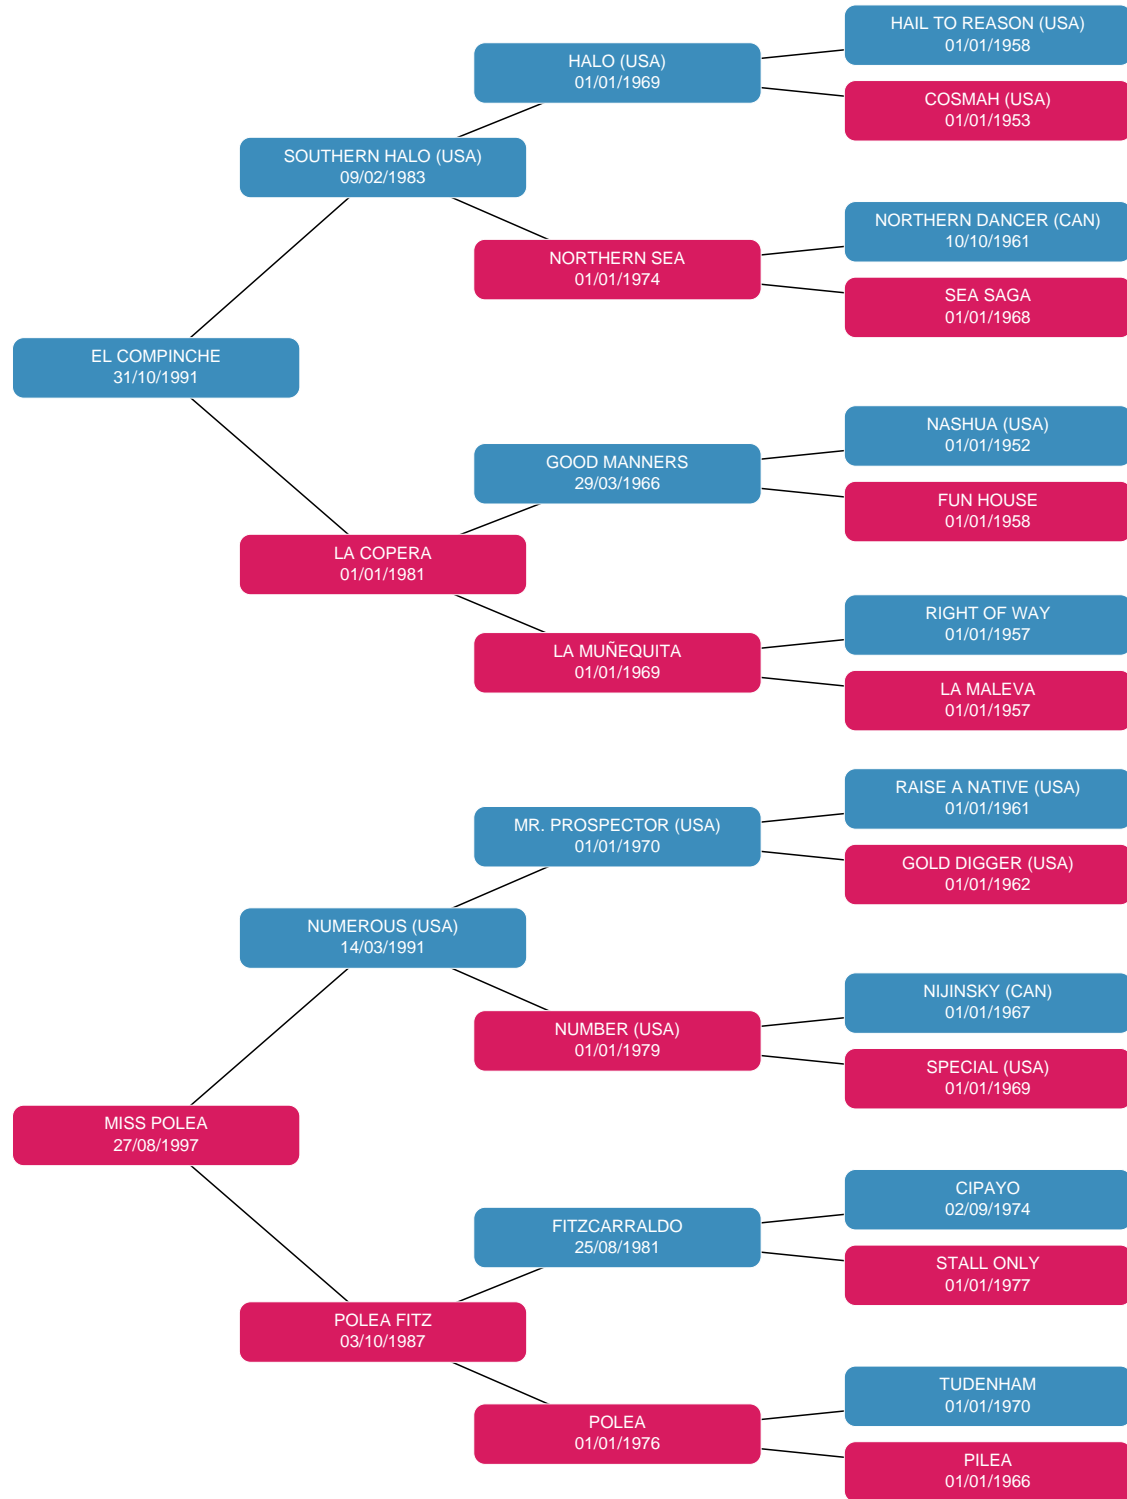 HAIL TO REASON (USA)
01/01/1958
HALO (USA)
01/01/1969
COSMAH (USA)
01/01/1953
SOUTHERN HALO (USA)
09/02/1983
NORTHERN DANCER (CAN)
10/10/1961
NORTHERN SEA
01/01/1974
SEA SAGA
01/01/1968
EL COMPINCHE
31/10/1991
NASHUA (USA)
01/01/1952
GOOD MANNERS
29/03/1966
FUN HOUSE
01/01/1958
LA COPERA
01/01/1981
RIGHT OF WAY
01/01/1957
LA MUÑEQUITA
01/01/1969
LA MALEVA
01/01/1957
RAISE A NATIVE (USA)
01/01/1961
MR. PROSPECTOR (USA)
01/01/1970
GOLD DIGGER (USA)
01/01/1962
NUMEROUS (USA)
14/03/1991
NIJINSKY (CAN)
01/01/1967
NUMBER (USA)
01/01/1979
SPECIAL (USA)
01/01/1969
MISS POLEA
27/08/1997
CIPAYO
02/09/1974
FITZCARRALDO
25/08/1981
STALL ONLY
01/01/1977
POLEA FITZ
03/10/1987
TUDENHAM
01/01/1970
POLEA
01/01/1976
PILEA
01/01/1966